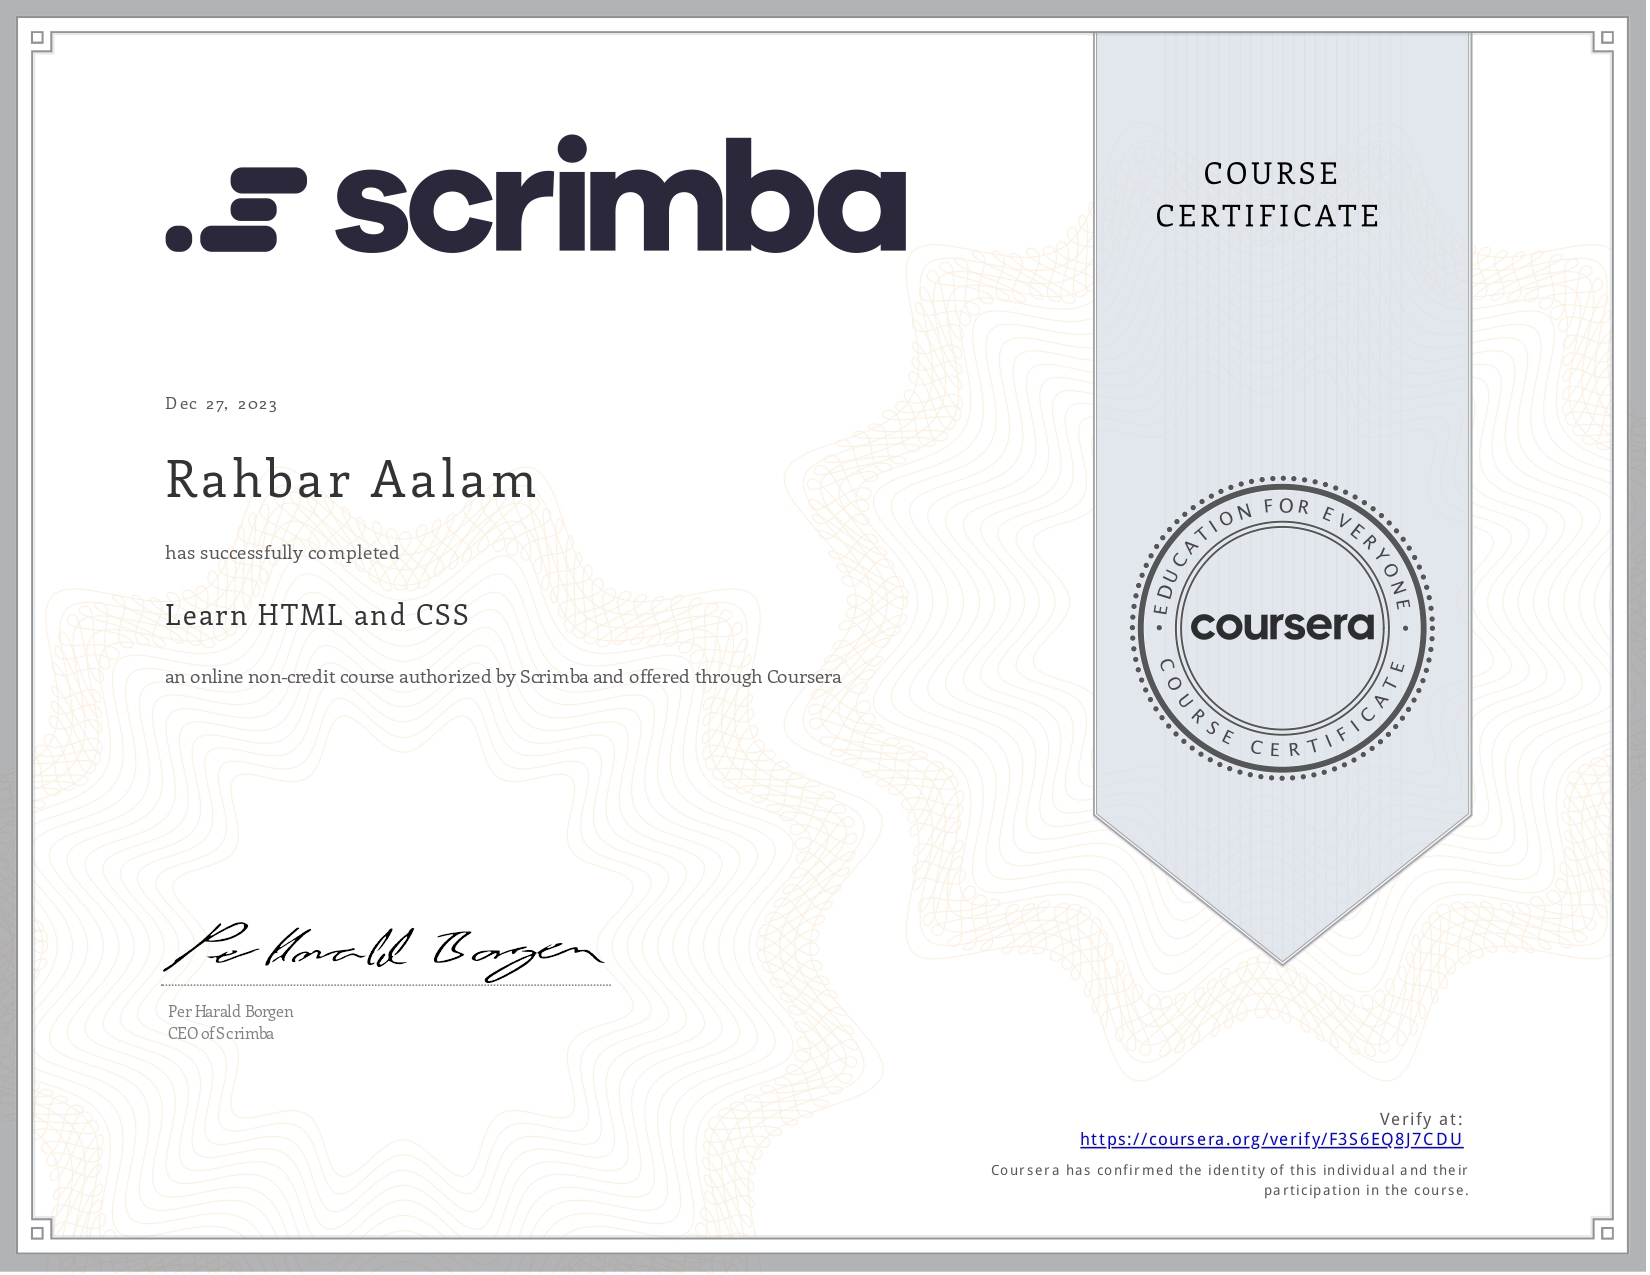 scrimba
COURSE
CERTIFICATE
Dec 27, 2023
Rahbar Aalam
has successfully completed
Learn HTML and CSS
an online non-credit course authorized by Scrimba and offered through Coursera
EDUCATION FOR EVERYONE
coursera
COURSE CERTIFICATE
Per Harald Borgen
Per Harald Borgen
CEO of Scrimba
Verify at:
https://coursera.org/verify/F3S6EQ8J7CDU
Coursera has confirmed the identity of this individual and their
participation in the course.